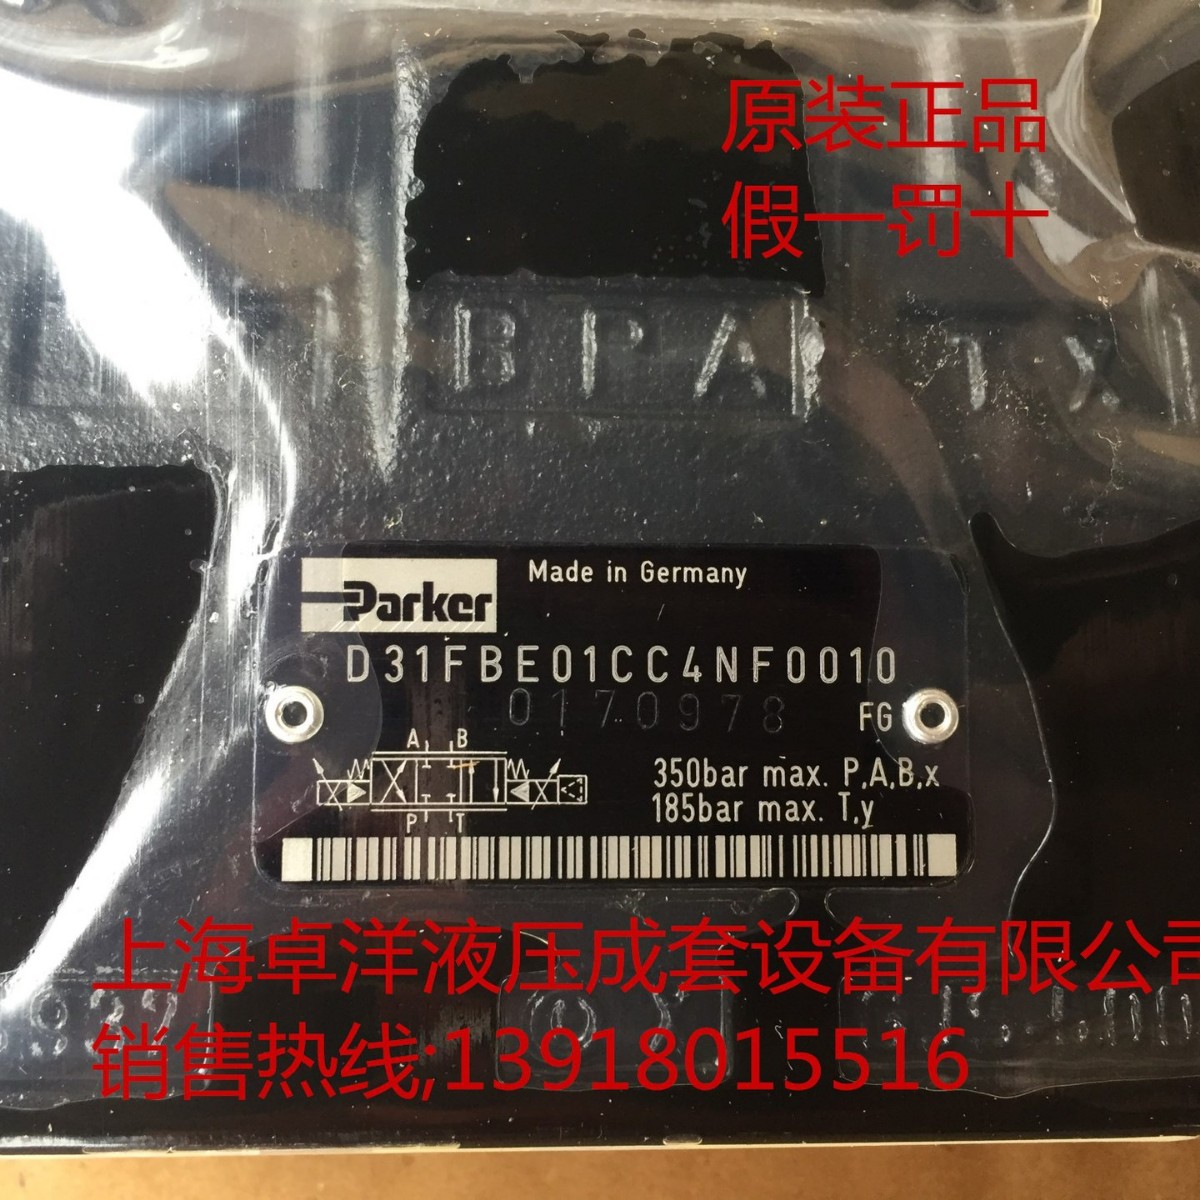 原装正品
假一罚十
B P A
T X
Parker
Made in Germany
D31FBE01CC4NF0010
0170978
FG
A B
P T
350bar max. P,A,B,x
185bar max. T,y
上海卓洋液压成套设备有限公司
销售热线;13918015516